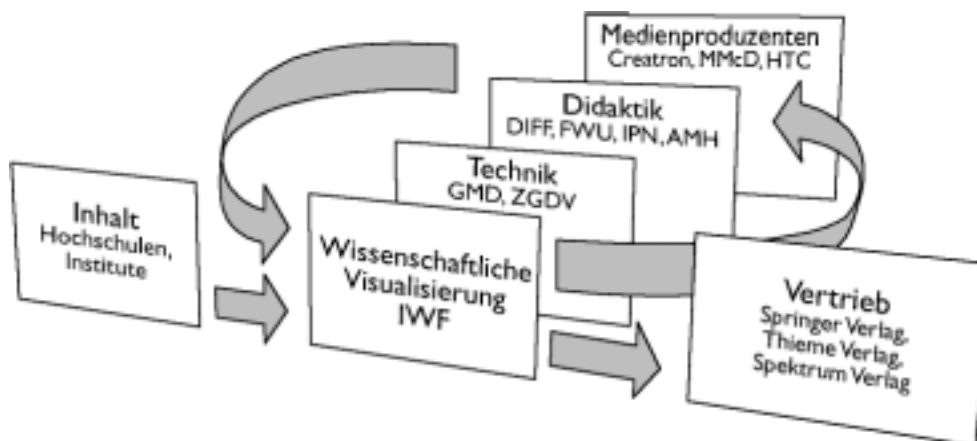 Medienproduzenten
Creatron, MMcD, HTC
Didaktik
DIFF, FWU, IPN, AMH
Technik
GMD, ZGDV
Inhalt
Hochschulen,
Institute
Wissenschaftliche
Visualisierung
IWF
Vertrieb
Springer Verlag,
Thieme Verlag,
Spektrum Verlag